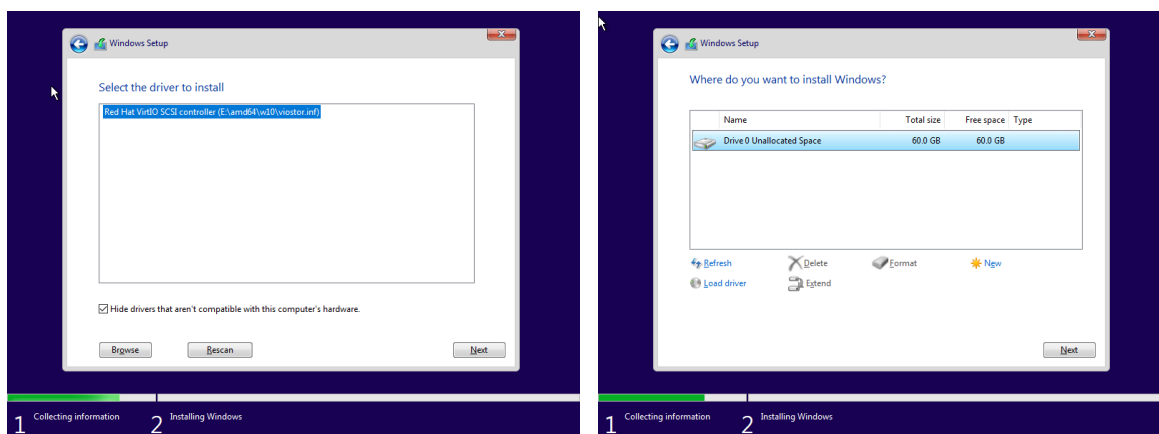 Windows Setup
Select the driver to install
Red Hat VirtIO SCSI controller (E:\amd64\w10\viostor.inf)
Hide drivers that aren't compatible with this computer's hardware.
Browse Rescan Next
1 Collecting information 2 Installing Windows
Windows Setup
Where do you want to install Windows?
Name Total size Free space Type
Drive 0 Unallocated Space 60.0 GB 60.0 GB
Refresh Delete Format New
Load driver Extend
Next
1 Collecting information 2 Installing Windows